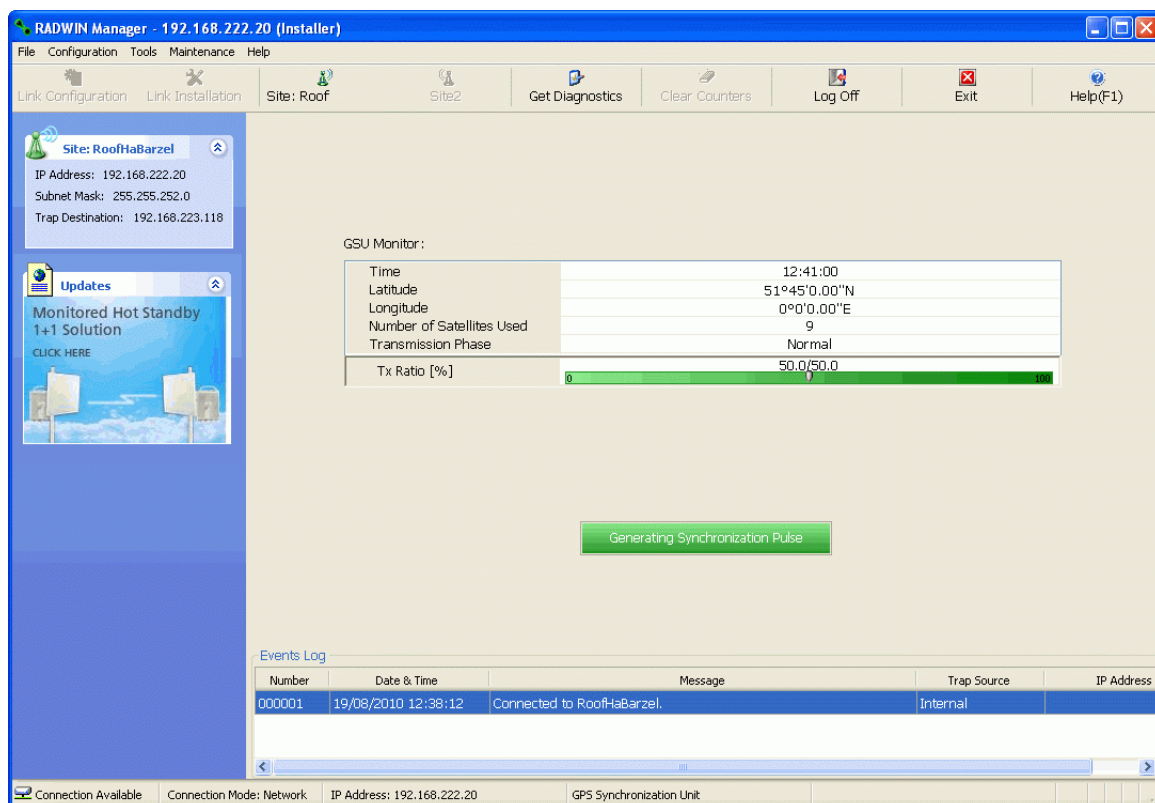 RADWIN Manager - 192.168.222.20 (Installer)
File Configuration Tools Maintenance Help
Link Configuration Link Installation Site: Roof Site2 Get Diagnostics Clear Counters Log Off Exit Help(F1)
Site: RoofHaBarzel
IP Address: 192.168.222.20
Subnet Mask: 255.255.252.0
Trap Destination: 192.168.223.118
Updates
Monitored Hot Standby
1+1 Solution
CLICK HERE
GSU Monitor:
Time 12:41:00
Latitude 51°45'0.00"N
Longitude 0°0'0.00"E
Number of Satellites Used 9
Transmission Phase Normal
Tx Ratio [%] 50.0/50.0
0 100
Generating Synchronization Pulse
Events Log
Number Date & Time Message Trap Source IP Address
000001 19/08/2010 12:38:12 Connected to RoofHaBarzel. Internal
Connection Available Connection Mode: Network IP Address: 192.168.222.20 GPS Synchronization Unit